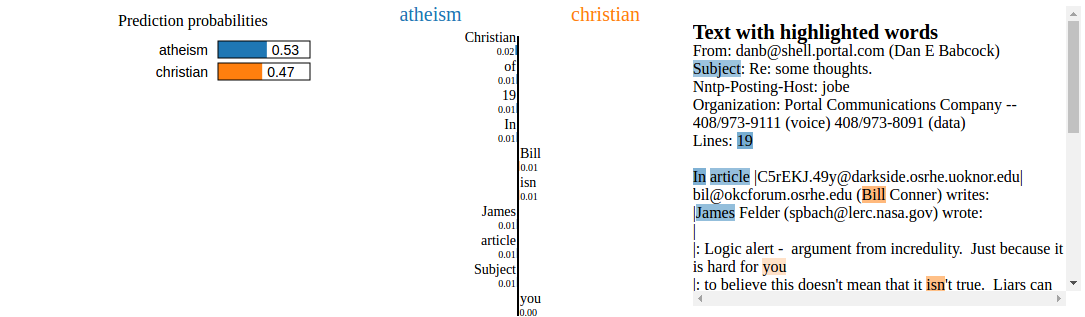 Prediction probabilities
atheism 0.53
christian 0.47
atheism christian
Christian
0.02
of
0.01
19
0.01
In
0.01
Bill
0.01
isn
0.01
James
0.01
article
0.01
Subject
0.01
you
0.00
Text with highlighted words
From: danb@shell.portal.com (Dan E Babcock)
Subject: Re: some thoughts.
Nntp-Posting-Host: jobe
Organization: Portal Communications Company --
408/973-9111 (voice) 408/973-8091 (data)
Lines: 19
In article |C5rEKJ.49y@darkside.osrhe.uoknor.edu|
bil@okcforum.osrhe.edu (Bill Conner) writes:
|James Felder (spbach@lerc.nasa.gov) wrote:
|
|: Logic alert - argument from incredulity. Just because it
is hard for you
|: to believe this doesn't mean that it isn't true. Liars can